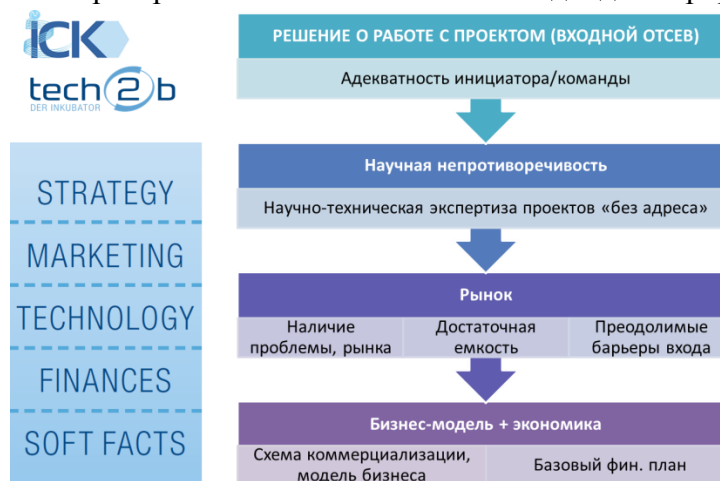 ICK
tech2b
DER INKUBATOR
STRATEGY
MARKETING
TECHNOLOGY
FINANCES
SOFT FACTS
РЕШЕНИЕ О РАБОТЕ С ПРОЕКТОМ (ВХОДНОЙ ОТСЕВ)
Адекватность инициатора/команды
Научная непротиворечивость
Научно-техническая экспертиза проектов «без адреса»
Рынок
Наличие
проблемы, рынка
Достаточная
емкость
Преодолимые
барьеры входа
Бизнес-модель + экономика
Схема коммерциализации,
модель бизнеса
Базовый фин. план